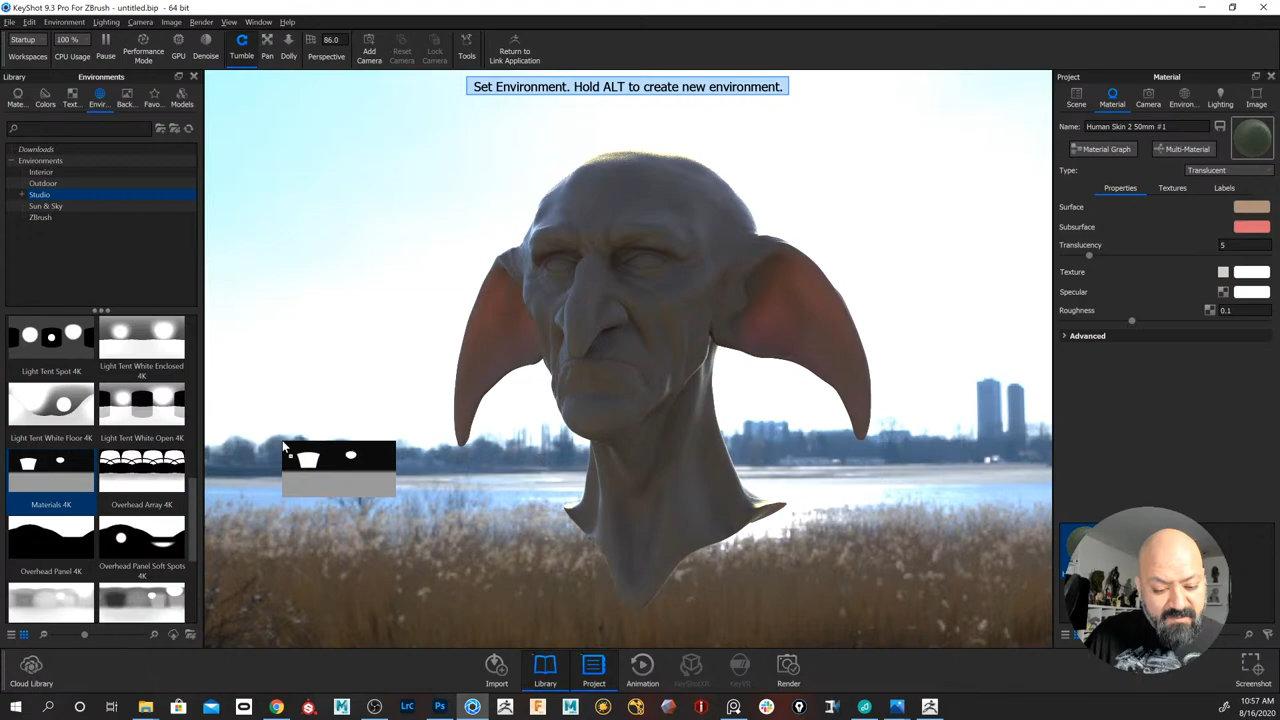 KeyShot 9.3 Pro For ZBrush - untitled.bip - 64 bit
File Edit Environment Lighting Camera Image Render View Window Help
Startup 100 % 86.0
Workspaces CPU Usage Pause Performance Mode GPU Denoise Tumble Pan Dolly Perspective Add Camera Reset Camera Lock Camera Tools Return to Link Application
Library Environments
Mate... Colors Text... Envir... Back... Favo... Models
Downloads
Environments
Interior
Outdoor
Studio
Sun & Sky
ZBrush
Light Tent Spot 4K Light Tent White Enclosed 4K
Light Tent White Floor 4K Light Tent White Open 4K
Materials 4K Overhead Array 4K
Overhead Panel 4K Overhead Panel Soft Spots 4K
Set Environment. Hold ALT to create new environment.
Project Material
Scene Material Camera Environ... Lighting Image
Name: Human Skin 2 50mm #1
Material Graph Multi-Material
Type: Translucent
Properties Textures Labels
Surface
Subsurface
Translucency 5
Texture
Specular
Roughness 0.1
Advanced
Cloud Library Import Library Project Animation KeyShotXR KeyVR Render Screenshot
Lrc Ps
10:57 AM
8/16/2020